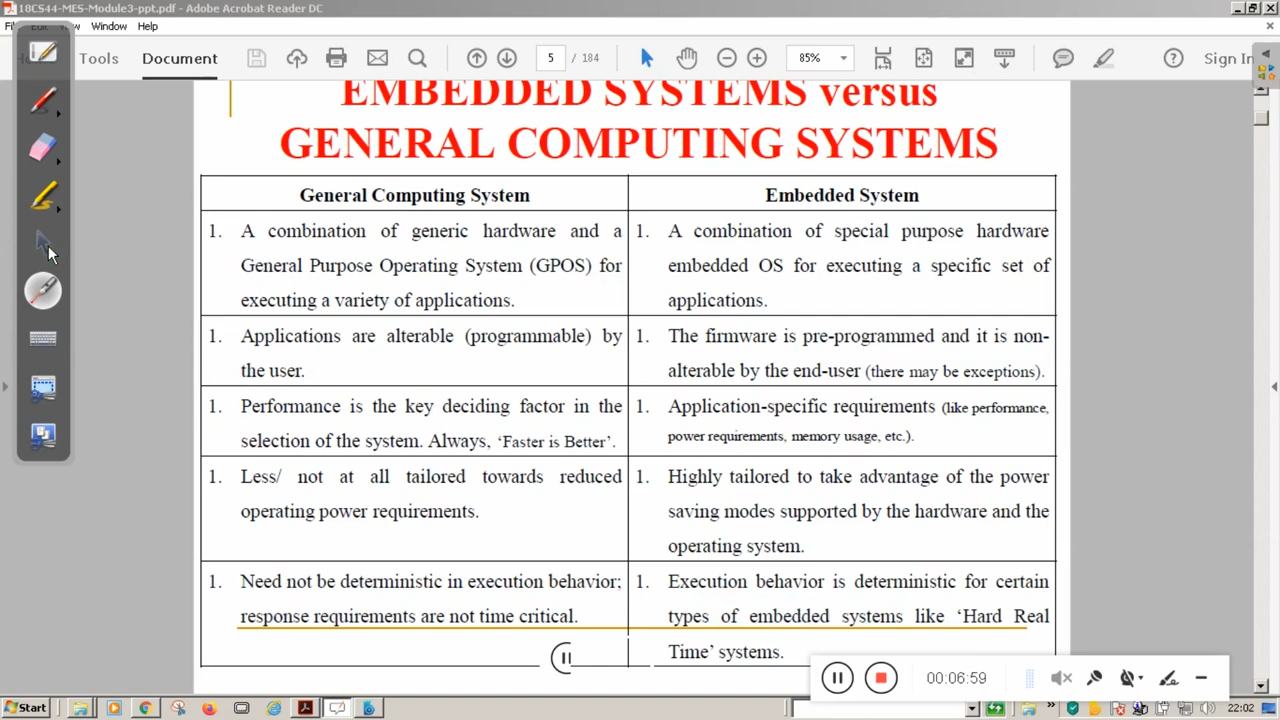 18CS44-MES-Module3-ppt.pdf - Adobe Acrobat Reader DC
Window Help
Tools Document 5 / 184 85% Sign In
EMBEDDED SYSTEMS versus
GENERAL COMPUTING SYSTEMS
General Computing System
Embedded System
1. A combination of generic hardware and a
General Purpose Operating System (GPOS) for
executing a variety of applications.
1. A combination of special purpose hardware
embedded OS for executing a specific set of
applications.
1. Applications are alterable (programmable) by
the user.
1. The firmware is pre-programmed and it is non-
alterable by the end-user (there may be exceptions).
1. Performance is the key deciding factor in the
selection of the system. Always, ‘Faster is Better’.
1. Application-specific requirements (like performance,
power requirements, memory usage, etc.).
1. Less/ not at all tailored towards reduced
operating power requirements.
1. Highly tailored to take advantage of the power
saving modes supported by the hardware and the
operating system.
1. Need not be deterministic in execution behavior;
response requirements are not time critical.
1. Execution behavior is deterministic for certain
types of embedded systems like ‘Hard Real
Time’ systems.
00:06:59
Start
22:02